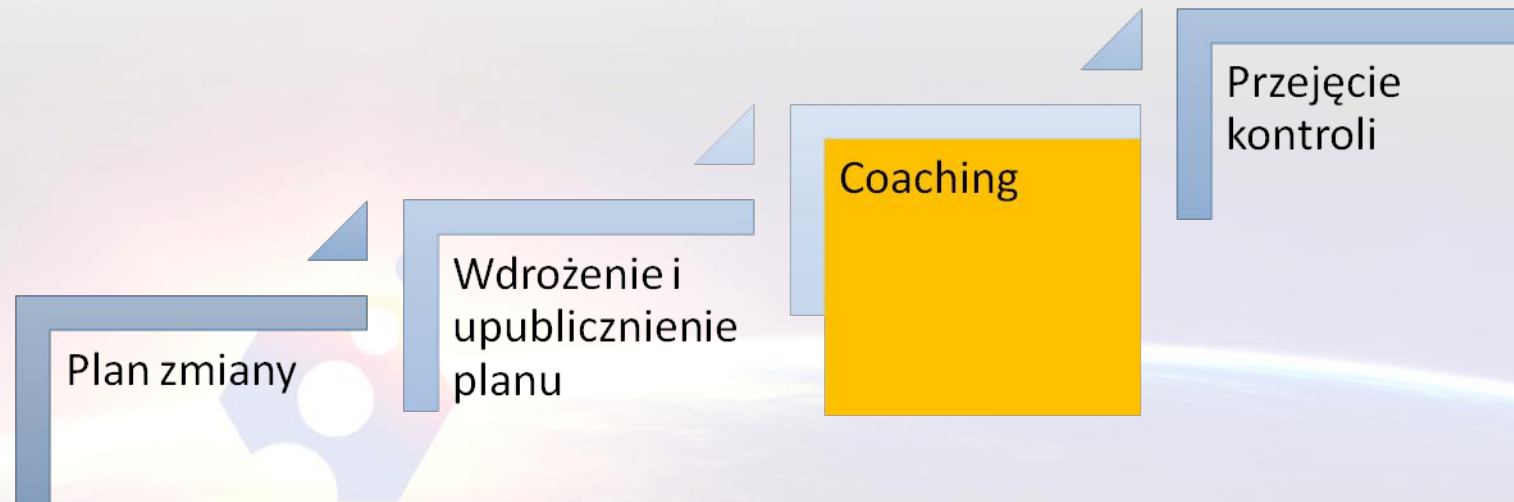 Plan zmiany
Wdrożenie i
upublicznienie
planu
Coaching
Przejęcie
kontroli